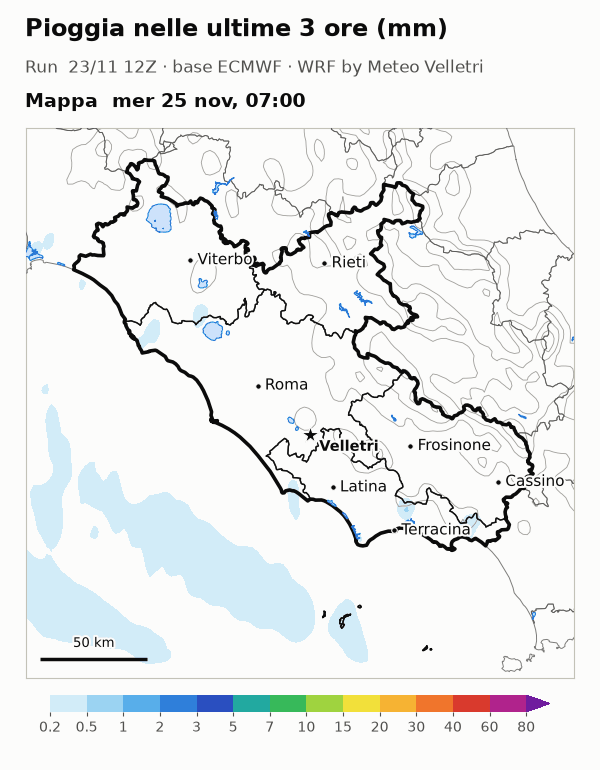 Pioggia nelle ultime 3 ore (mm)
Run  23/11 12Z · base ECMWF · WRF by Meteo Velletri
Mappa  mer 25 nov, 07:00
Viterbo
Rieti
Roma
Velletri
Frosinone
Cassino
Latina
Terracina
50 km
0.2 0.5 1 2 3 5 7 10 15 20 30 40 60 80